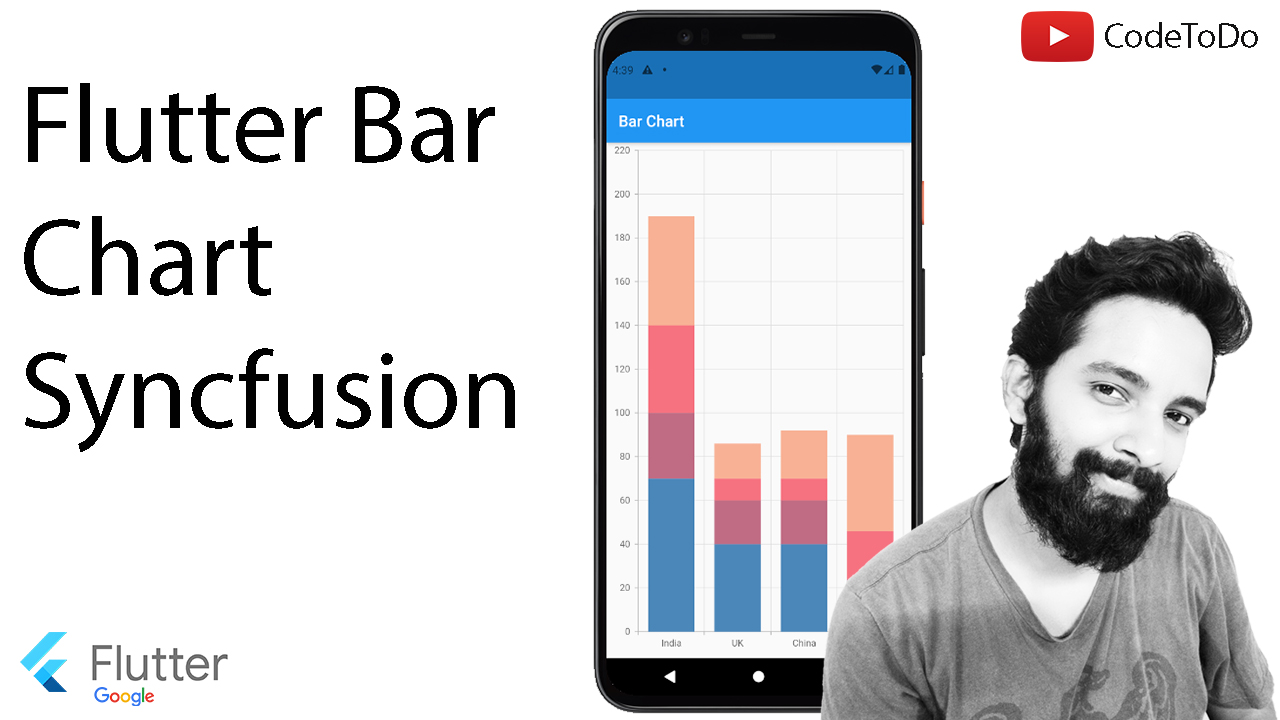 Flutter Bar
Chart
Syncfusion
CodeToDo
4:39
Bar Chart
220
200
180
160
140
120
100
80
60
40
20
0
India
UK
China
Flutter
Google